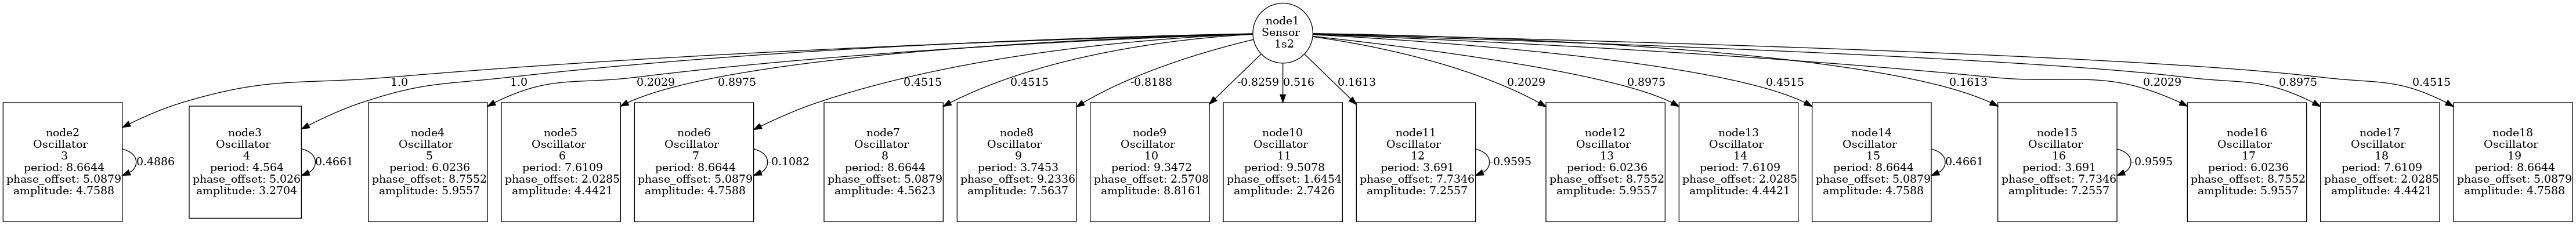 node1
Sensor
1s2
1.0
1.0
0.2029
0.8975
0.4515
0.4515
-0.8188
-0.8259
0.516
0.1613
0.2029
0.8975
0.4515
0.1613
0.2029
0.8975
0.4515
node2
Oscillator
3
period: 8.6644
phase_offset: 5.0879
amplitude: 4.7588
0.4886
node3
Oscillator
4
period: 4.564
phase_offset: 5.026
amplitude: 3.2704
0.4661
node4
Oscillator
5
period: 6.0236
phase_offset: 8.7552
amplitude: 5.9557
node5
Oscillator
6
period: 7.6109
phase_offset: 2.0285
amplitude: 4.4421
node6
Oscillator
7
period: 8.6644
phase_offset: 5.0879
amplitude: 4.7588
-0.1082
node7
Oscillator
8
period: 8.6644
phase_offset: 5.0879
amplitude: 4.5623
node8
Oscillator
9
period: 3.7453
phase_offset: 9.2336
amplitude: 7.5637
node9
Oscillator
10
period: 9.3472
phase_offset: 2.5708
amplitude: 8.8161
node10
Oscillator
11
period: 9.5078
phase_offset: 1.6454
amplitude: 2.7426
node11
Oscillator
12
period: 3.691
phase_offset: 7.7346
amplitude: 7.2557
-0.9595
node12
Oscillator
13
period: 6.0236
phase_offset: 8.7552
amplitude: 5.9557
node13
Oscillator
14
period: 7.6109
phase_offset: 2.0285
amplitude: 4.4421
node14
Oscillator
15
period: 8.6644
phase_offset: 5.0879
amplitude: 4.7588
0.4661
node15
Oscillator
16
period: 3.691
phase_offset: 7.7346
amplitude: 7.2557
-0.9595
node16
Oscillator
17
period: 6.0236
phase_offset: 8.7552
amplitude: 5.9557
node17
Oscillator
18
period: 7.6109
phase_offset: 2.0285
amplitude: 4.4421
node18
Oscillator
19
period: 8.6644
phase_offset: 5.0879
amplitude: 4.7588